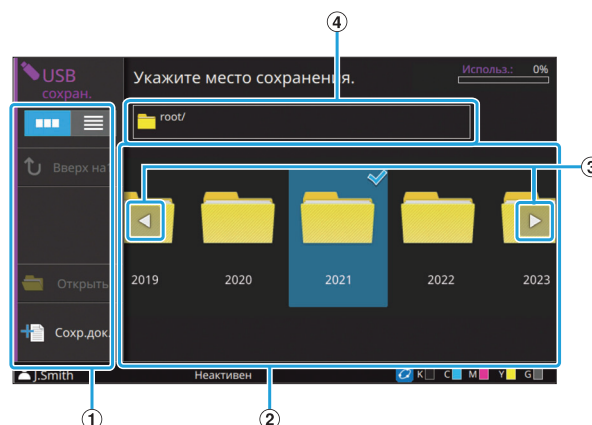 ④
USB
сохран.
Укажите место сохранения.
Использ.: 0%
root/
③
Вверх на
2019 2020 2021 2022 2023
Открыть
Сохр.док.
J.Smith Неактивен K C M Y G
① ②